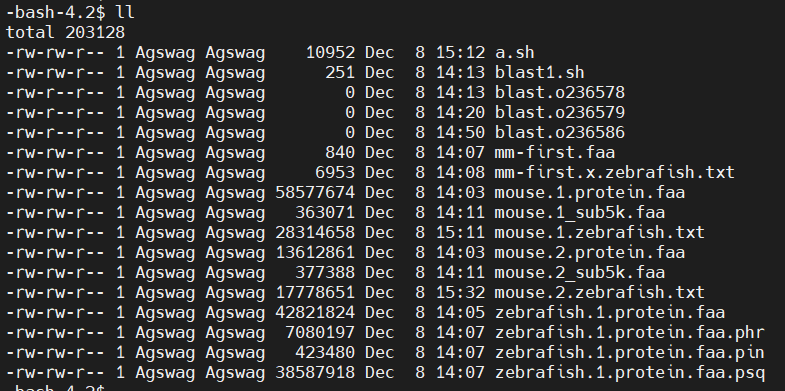 -bash-4.2$ ll
total 203128
-rw-rw-r-- 1 Agswag Agswag    10952 Dec  8 15:12 a.sh
-rw-rw-r-- 1 Agswag Agswag      251 Dec  8 14:13 blast1.sh
-rw-rw-r-- 1 Agswag Agswag        0 Dec  8 14:13 blast.o236578
-rw-rw-r-- 1 Agswag Agswag        0 Dec  8 14:20 blast.o236579
-rw-rw-r-- 1 Agswag Agswag        0 Dec  8 14:50 blast.o236586
-rw-rw-r-- 1 Agswag Agswag      840 Dec  8 14:07 mm-first.faa
-rw-rw-r-- 1 Agswag Agswag     6953 Dec  8 14:08 mm-first.x.zebrafish.txt
-rw-rw-r-- 1 Agswag Agswag 58577674 Dec  8 14:03 mouse.1.protein.faa
-rw-rw-r-- 1 Agswag Agswag   363071 Dec  8 14:11 mouse.1_sub5k.faa
-rw-rw-r-- 1 Agswag Agswag 28314658 Dec  8 15:11 mouse.1.zebrafish.txt
-rw-rw-r-- 1 Agswag Agswag 13612861 Dec  8 14:03 mouse.2.protein.faa
-rw-rw-r-- 1 Agswag Agswag   377388 Dec  8 14:11 mouse.2_sub5k.faa
-rw-rw-r-- 1 Agswag Agswag 17778651 Dec  8 15:32 mouse.2.zebrafish.txt
-rw-rw-r-- 1 Agswag Agswag 42821824 Dec  8 14:05 zebrafish.1.protein.faa
-rw-rw-r-- 1 Agswag Agswag  7080197 Dec  8 14:07 zebrafish.1.protein.faa.phr
-rw-rw-r-- 1 Agswag Agswag   423480 Dec  8 14:07 zebrafish.1.protein.faa.pin
-rw-rw-r-- 1 Agswag Agswag 38587918 Dec  8 14:07 zebrafish.1.protein.faa.psq